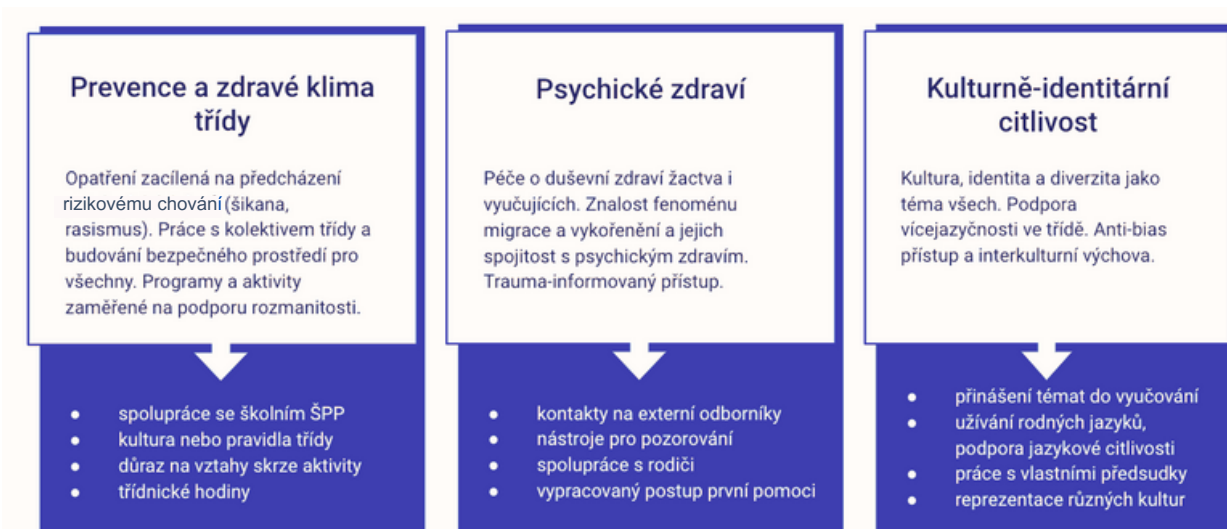 Prevence a zdravé klima
třídy
Opatření zacílená na předcházení
rizikovému chování (šikana,
rasismus). Práce s kolektivem třídy a
budování bezpečného prostředí pro
všechny. Programy a aktivity
zaměřené na podporu rozmanitosti.
● spolupráce se školním ŠPP
● kultura nebo pravidla třídy
● důraz na vztahy skrze aktivity
● třídnické hodiny
Psychické zdraví
Péče o duševní zdraví žactva i
vyučujících. Znalost fenoménu
migrace a vykořenění a jejich
spojitost s psychickým zdravím.
Trauma-informovaný přístup.
● kontakty na externí odborníky
● nástroje pro pozorování
● spolupráce s rodiči
● vypracovaný postup první pomoci
Kulturně-identitární
citlivost
Kultura, identita a diverzita jako
téma všech. Podpora
vícejazyčnosti ve třídě. Anti-bias
přístup a interkulturní výchova.
● přinášení témat do vyučování
● užívání rodných jazyků,
podpora jazykové citlivosti
● práce s vlastními předsudky
● reprezentace různých kultur